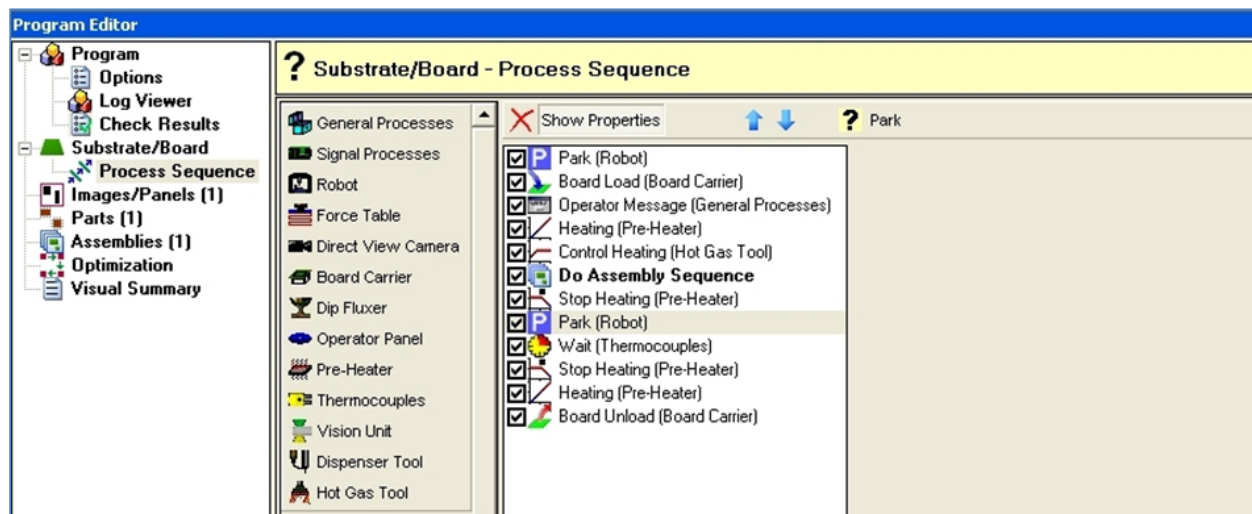 Program Editor
Program
Options
Log Viewer
Check Results
Substrate/Board
Process Sequence
Images/Panels (1)
Parts (1)
Assemblies (1)
Optimization
Visual Summary
? Substrate/Board - Process Sequence
General Processes
Signal Processes
Robot
Force Table
Direct View Camera
Board Carrier
Dip Fluxer
Operator Panel
Pre-Heater
Thermocouples
Vision Unit
Dispenser Tool
Hot Gas Tool
Show Properties
? Park
P Park (Robot)
Board Load (Board Carrier)
Operator Message (General Processes)
Heating (Pre-Heater)
Control Heating (Hot Gas Tool)
Do Assembly Sequence
Stop Heating (Pre-Heater)
P Park (Robot)
Wait (Thermocouples)
Stop Heating (Pre-Heater)
Heating (Pre-Heater)
Board Unload (Board Carrier)